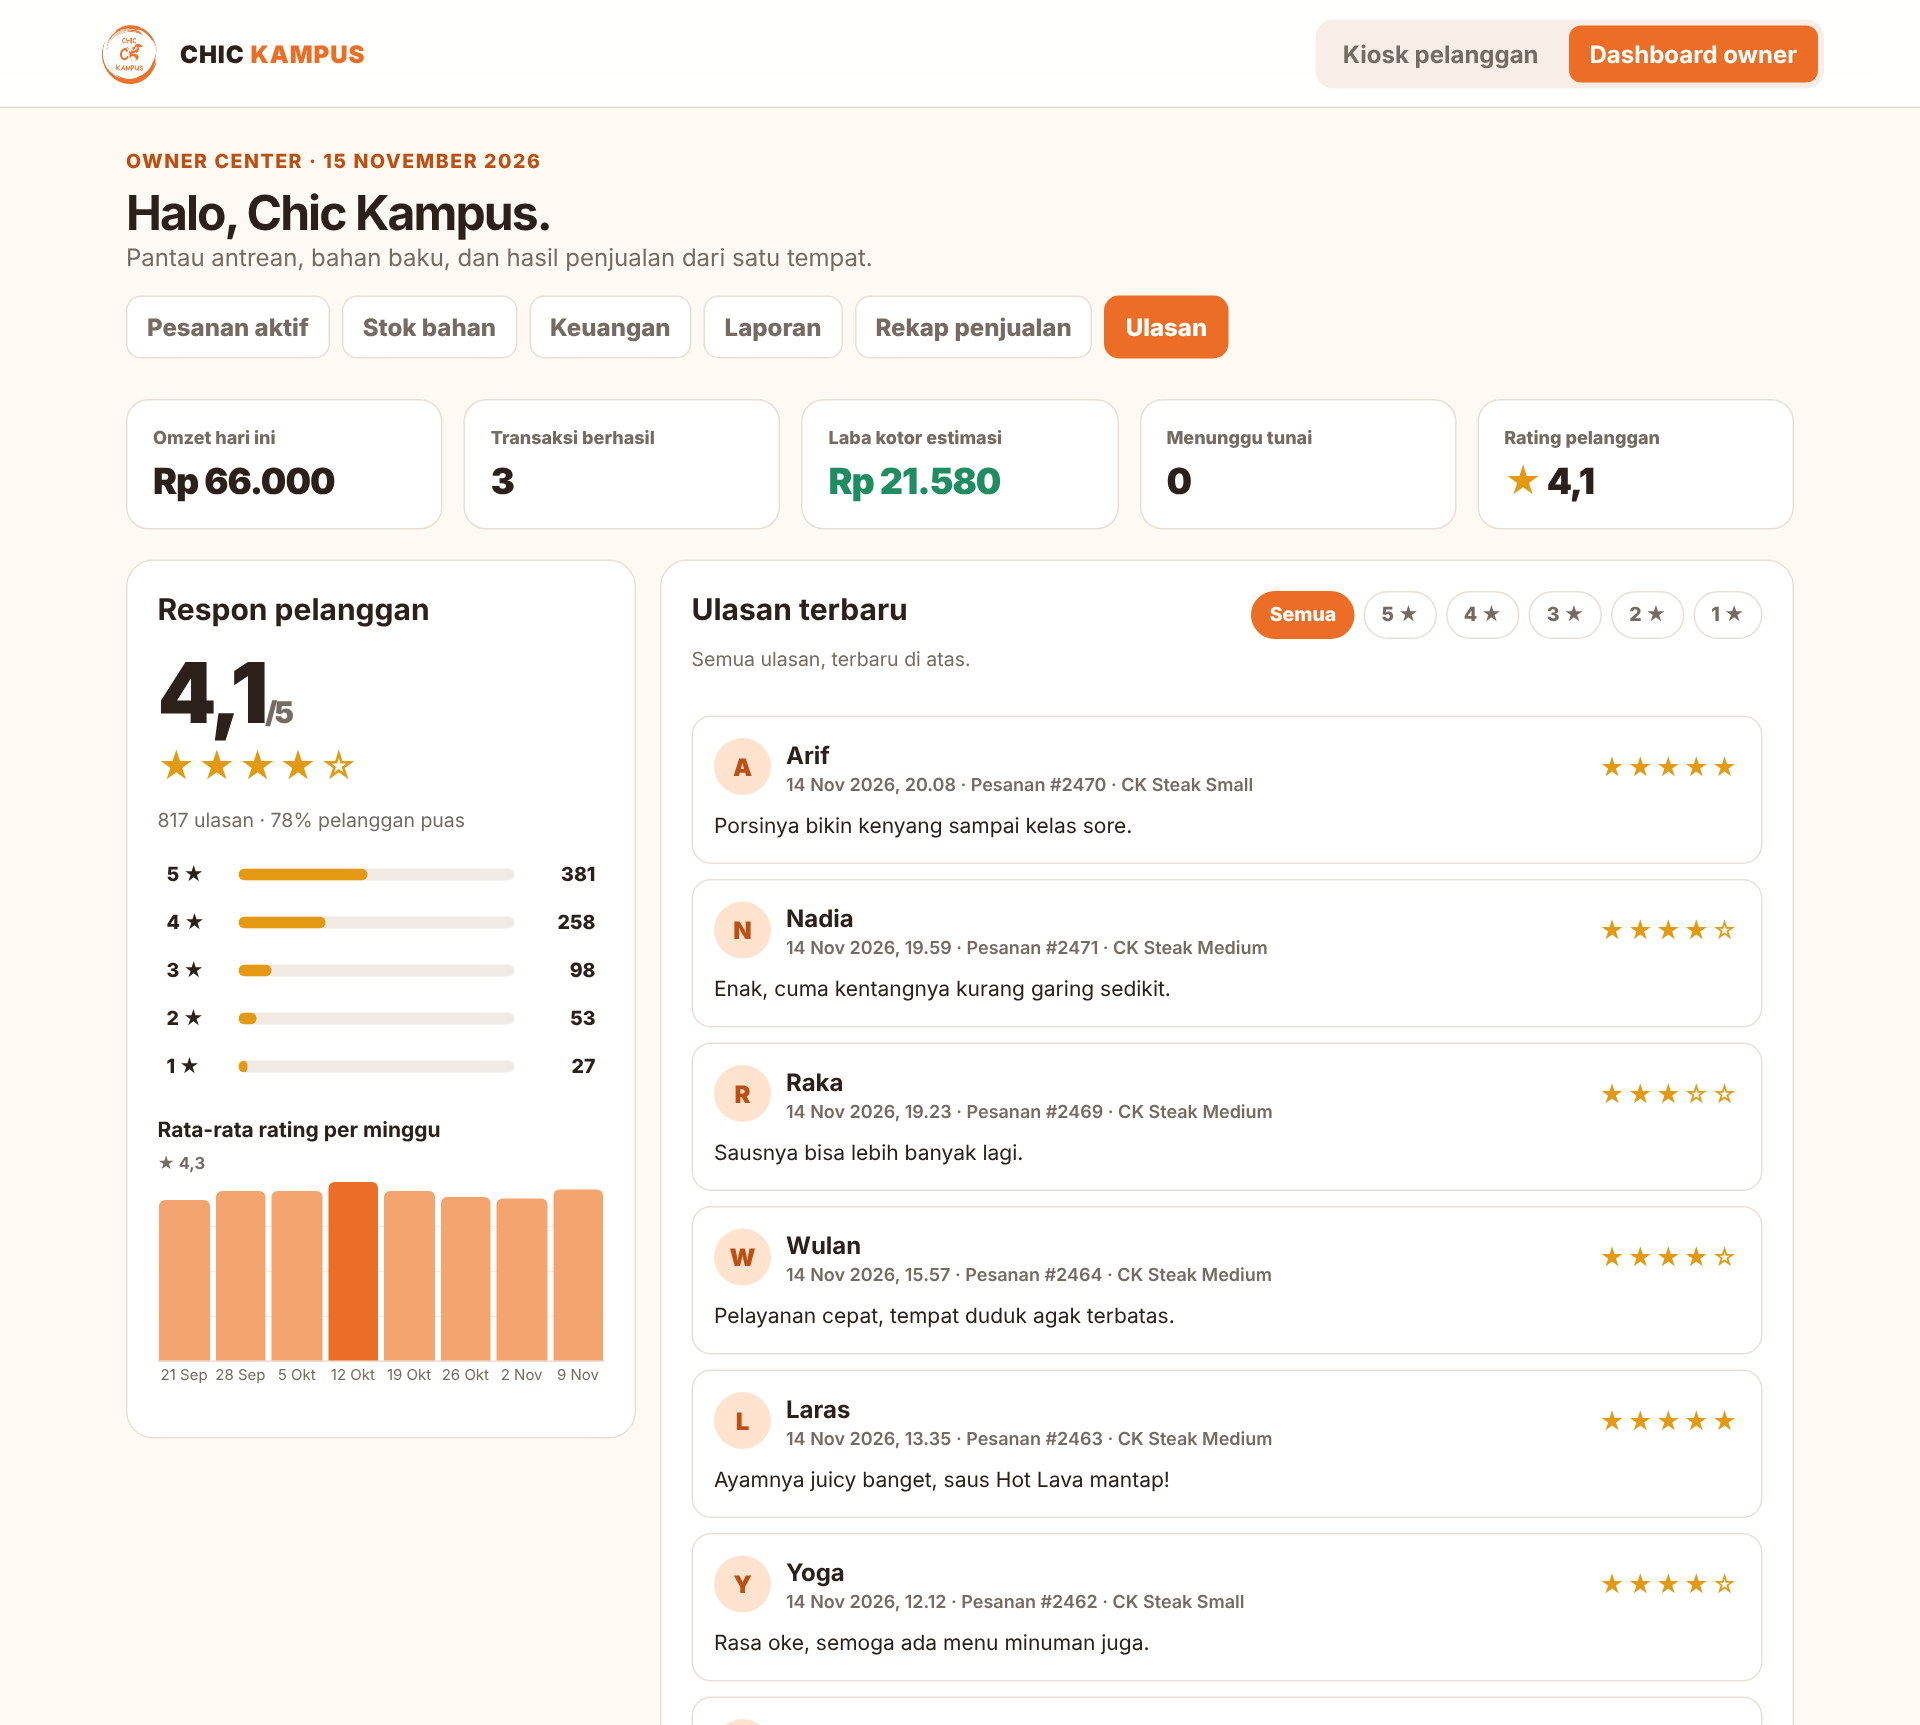 CHIC
CK
KAMPUS
CHIC KAMPUS
Kiosk pelanggan
Dashboard owner
OWNER CENTER · 15 NOVEMBER 2026
Halo, Chic Kampus.
Pantau antrean, bahan baku, dan hasil penjualan dari satu tempat.
Pesanan aktif
Stok bahan
Keuangan
Laporan
Rekap penjualan
Ulasan
Omzet hari ini
Rp 66.000
Transaksi berhasil
3
Laba kotor estimasi
Rp 21.580
Menunggu tunai
0
Rating pelanggan
★ 4,1
Respon pelanggan
4,1/5
★★★★☆
817 ulasan · 78% pelanggan puas
5 ★ 381
4 ★ 258
3 ★ 98
2 ★ 53
1 ★ 27
Rata-rata rating per minggu
★ 4,3
21 Sep 28 Sep 5 Okt 12 Okt 19 Okt 26 Okt 2 Nov 9 Nov
Ulasan terbaru
Semua
5 ★
4 ★
3 ★
2 ★
1 ★
Semua ulasan, terbaru di atas.
A
Arif
★★★★★
14 Nov 2026, 20.08 · Pesanan #2470 · CK Steak Small
Porsinya bikin kenyang sampai kelas sore.
N
Nadia
★★★★☆
14 Nov 2026, 19.59 · Pesanan #2471 · CK Steak Medium
Enak, cuma kentangnya kurang garing sedikit.
R
Raka
★★★☆☆
14 Nov 2026, 19.23 · Pesanan #2469 · CK Steak Medium
Sausnya bisa lebih banyak lagi.
W
Wulan
★★★★☆
14 Nov 2026, 15.57 · Pesanan #2464 · CK Steak Medium
Pelayanan cepat, tempat duduk agak terbatas.
L
Laras
★★★★★
14 Nov 2026, 13.35 · Pesanan #2463 · CK Steak Medium
Ayamnya juicy banget, saus Hot Lava mantap!
Y
Yoga
★★★★☆
14 Nov 2026, 12.12 · Pesanan #2462 · CK Steak Small
Rasa oke, semoga ada menu minuman juga.